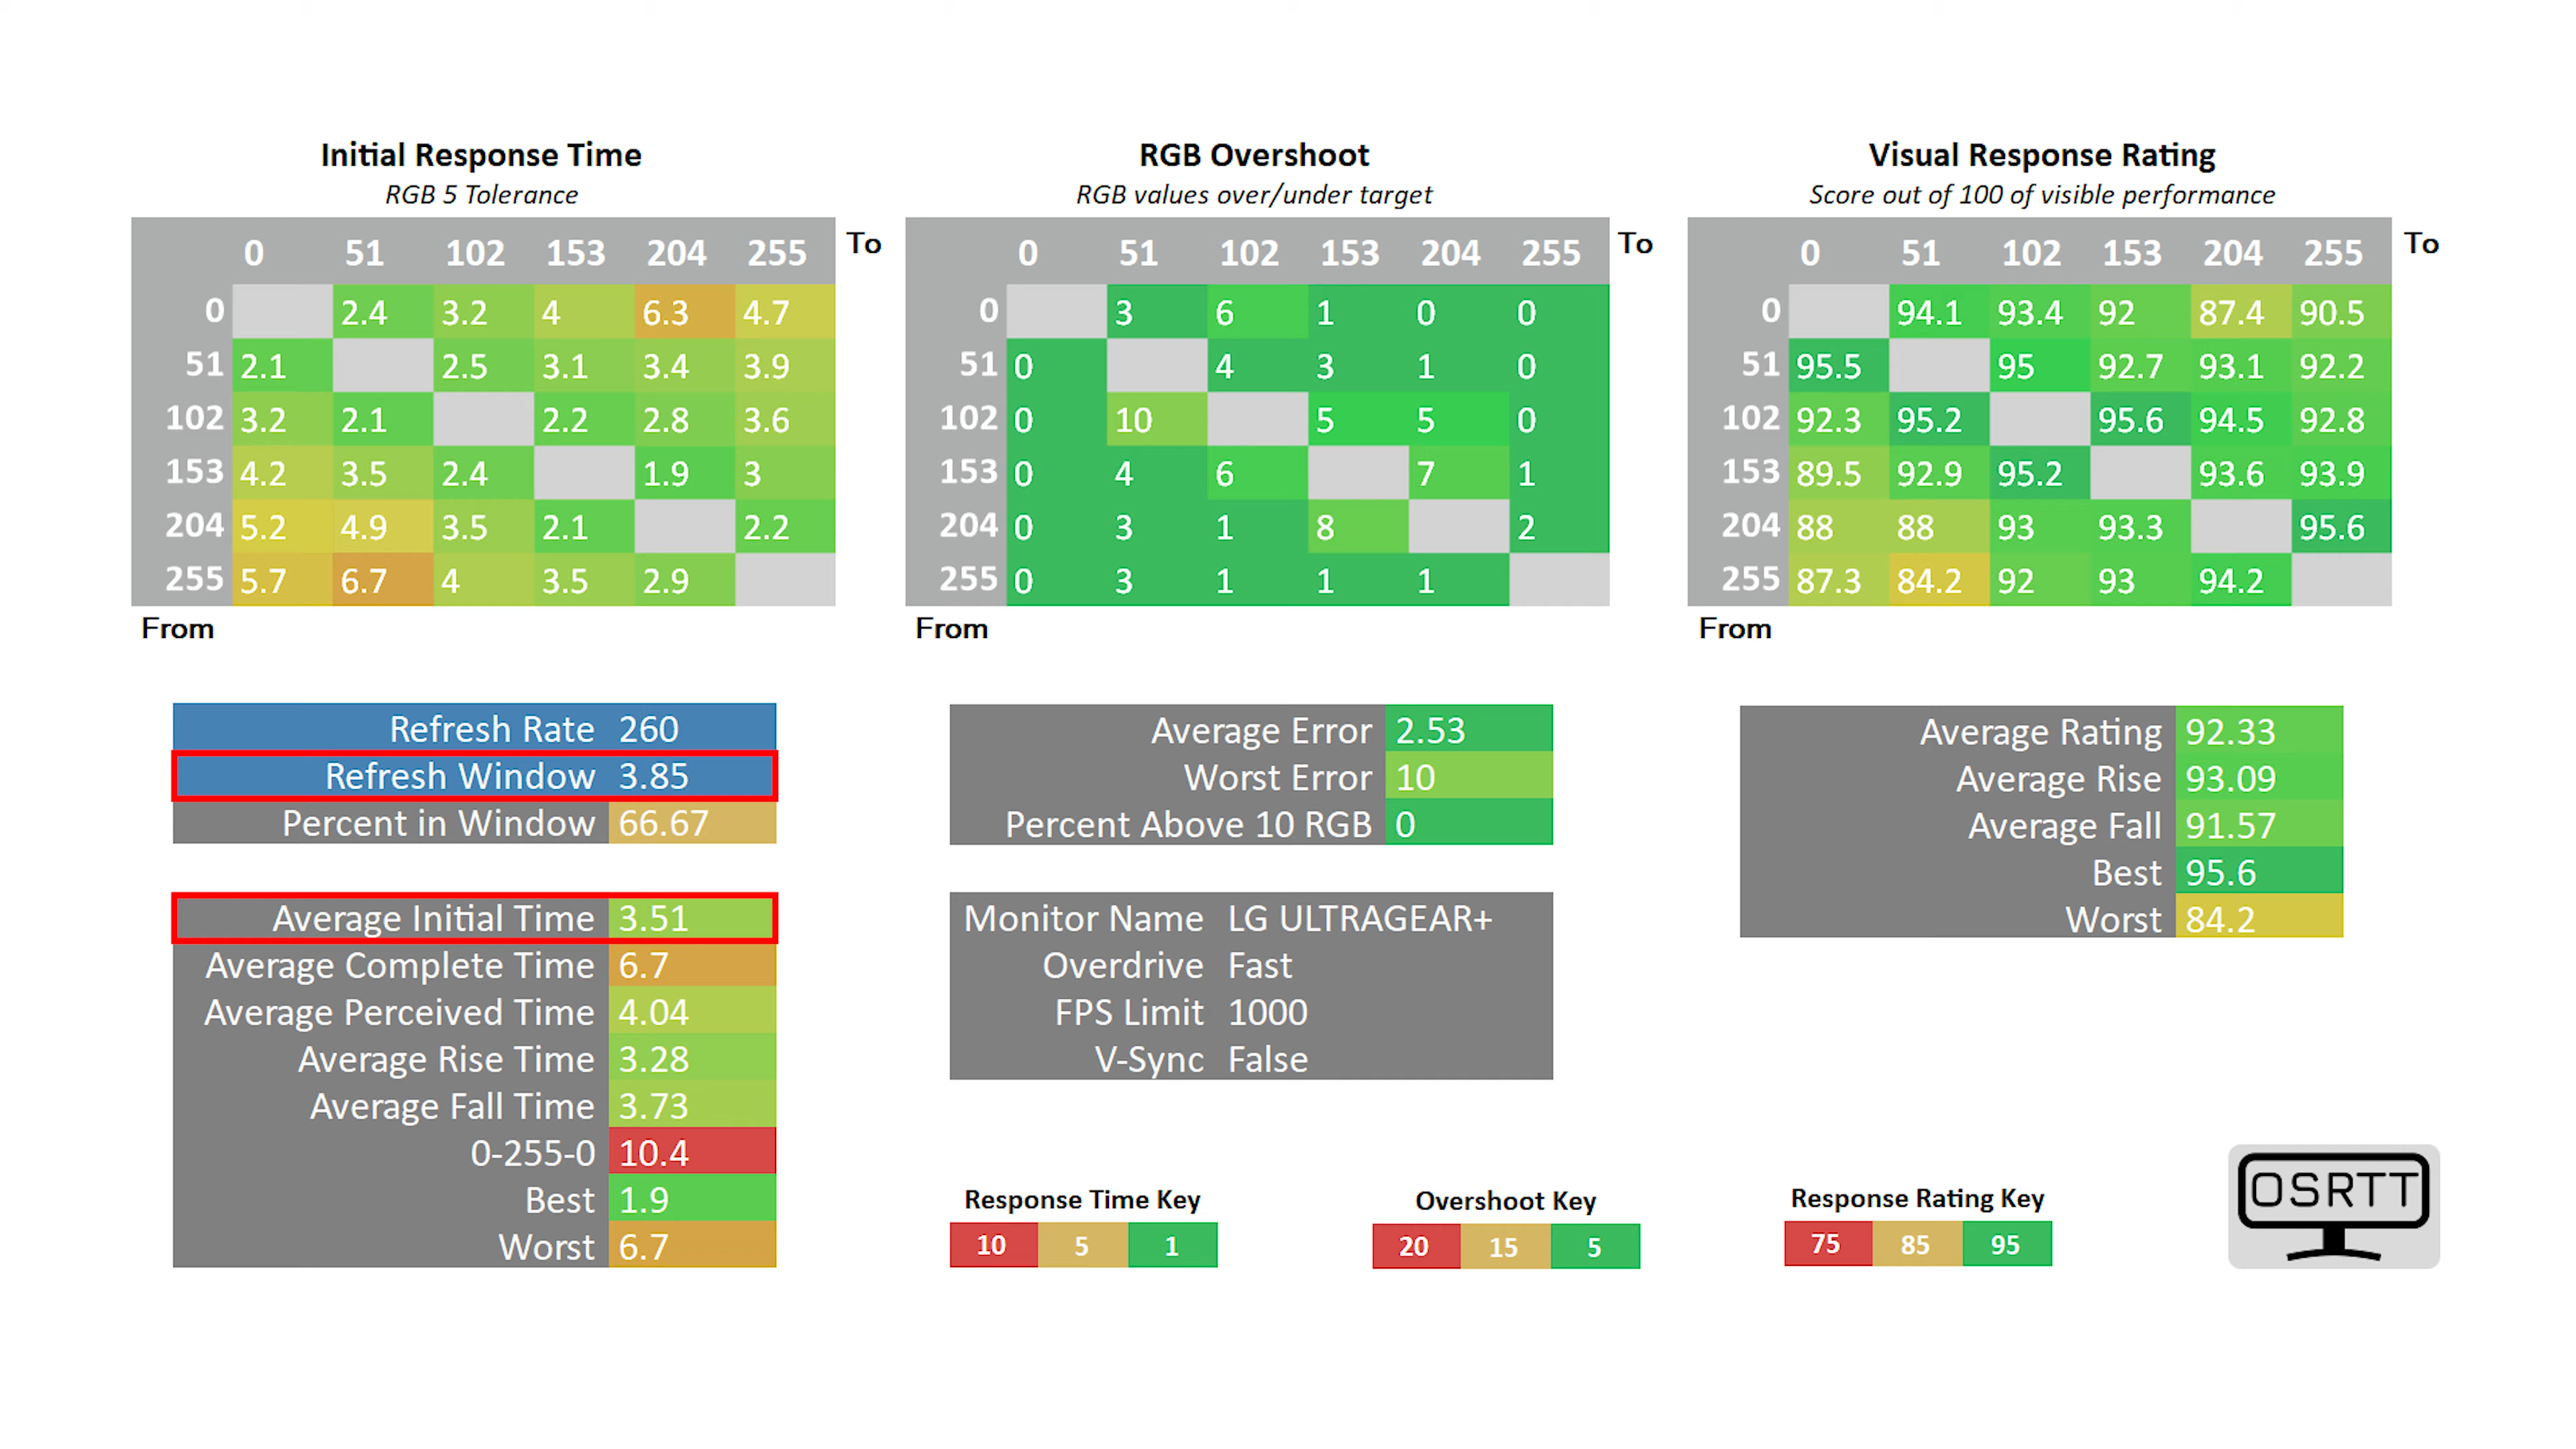 Initial Response Time
RGB 5 Tolerance
0 51 102 153 204 255 To
0 2.4 3.2 4 6.3 4.7
51 2.1 2.5 3.1 3.4 3.9
102 3.2 2.1 2.2 2.8 3.6
153 4.2 3.5 2.4 1.9 3
204 5.2 4.9 3.5 2.1 2.2
255 5.7 6.7 4 3.5 2.9
From
Refresh Rate 260
Refresh Window 3.85
Percent in Window 66.67
Average Initial Time 3.51
Average Complete Time 6.7
Average Perceived Time 4.04
Average Rise Time 3.28
Average Fall Time 3.73
0-255-0 10.4
Best 1.9
Worst 6.7
RGB Overshoot
RGB values over/under target
0 51 102 153 204 255 To
0 3 6 1 0 0
51 0 4 3 1 0
102 0 10 5 5 0
153 0 4 6 7 1
204 0 3 1 8 2
255 0 3 1 1 1
From
Average Error 2.53
Worst Error 10
Percent Above 10 RGB 0
Monitor Name LG ULTRAGEAR+
Overdrive Fast
FPS Limit 1000
V-Sync False
Visual Response Rating
Score out of 100 of visible performance
0 51 102 153 204 255 To
0 94.1 93.4 92 87.4 90.5
51 95.5 95 92.7 93.1 92.2
102 92.3 95.2 95.6 94.5 92.8
153 89.5 92.9 95.2 93.6 93.9
204 88 88 93 93.3 95.6
255 87.3 84.2 92 93 94.2
From
Average Rating 92.33
Average Rise 93.09
Average Fall 91.57
Best 95.6
Worst 84.2
Response Time Key
10 5 1
Overshoot Key
20 15 5
Response Rating Key
75 85 95
OSRTT